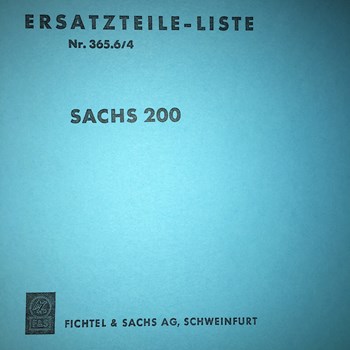 ERSATZTEILE-LISTE
Nr. 365.6/4
SACHS 200
F&S
FICHTEL & SACHS AG, SCHWEINFURT